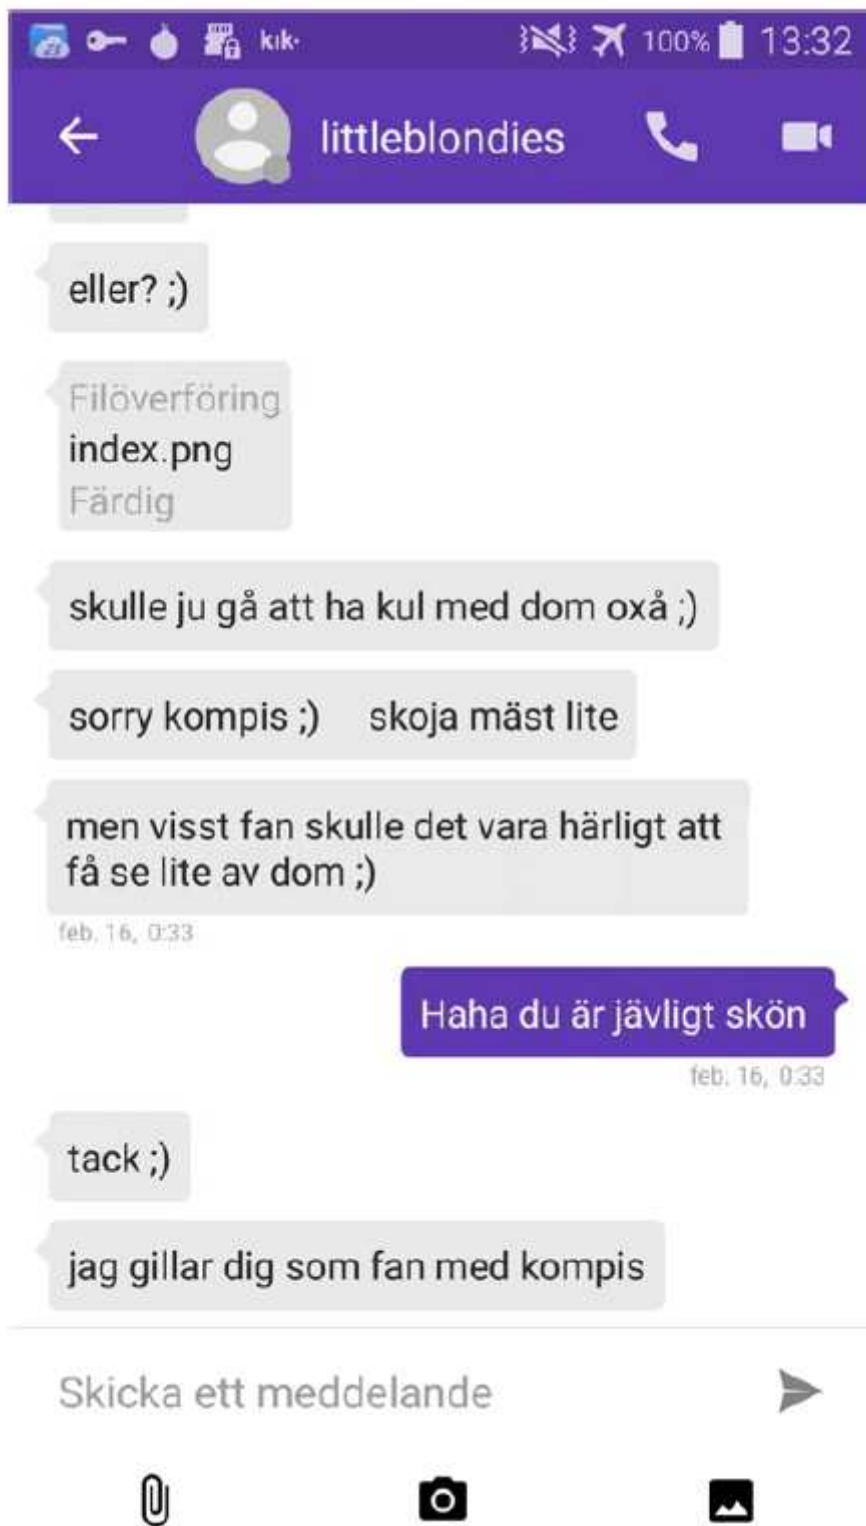 kik·
100%
13:32
littleblondies
eller? ;)
Filöverföring
index.png
Färdig
skulle ju gå att ha kul med dom oxå ;)
sorry kompis ;) skoja mäst lite
men visst fan skulle det vara härligt att
få se lite av dom ;)
feb. 16, 0:33
Haha du är jävligt skön
feb. 16, 0:33
tack ;)
jag gillar dig som fan med kompis
Skicka ett meddelande